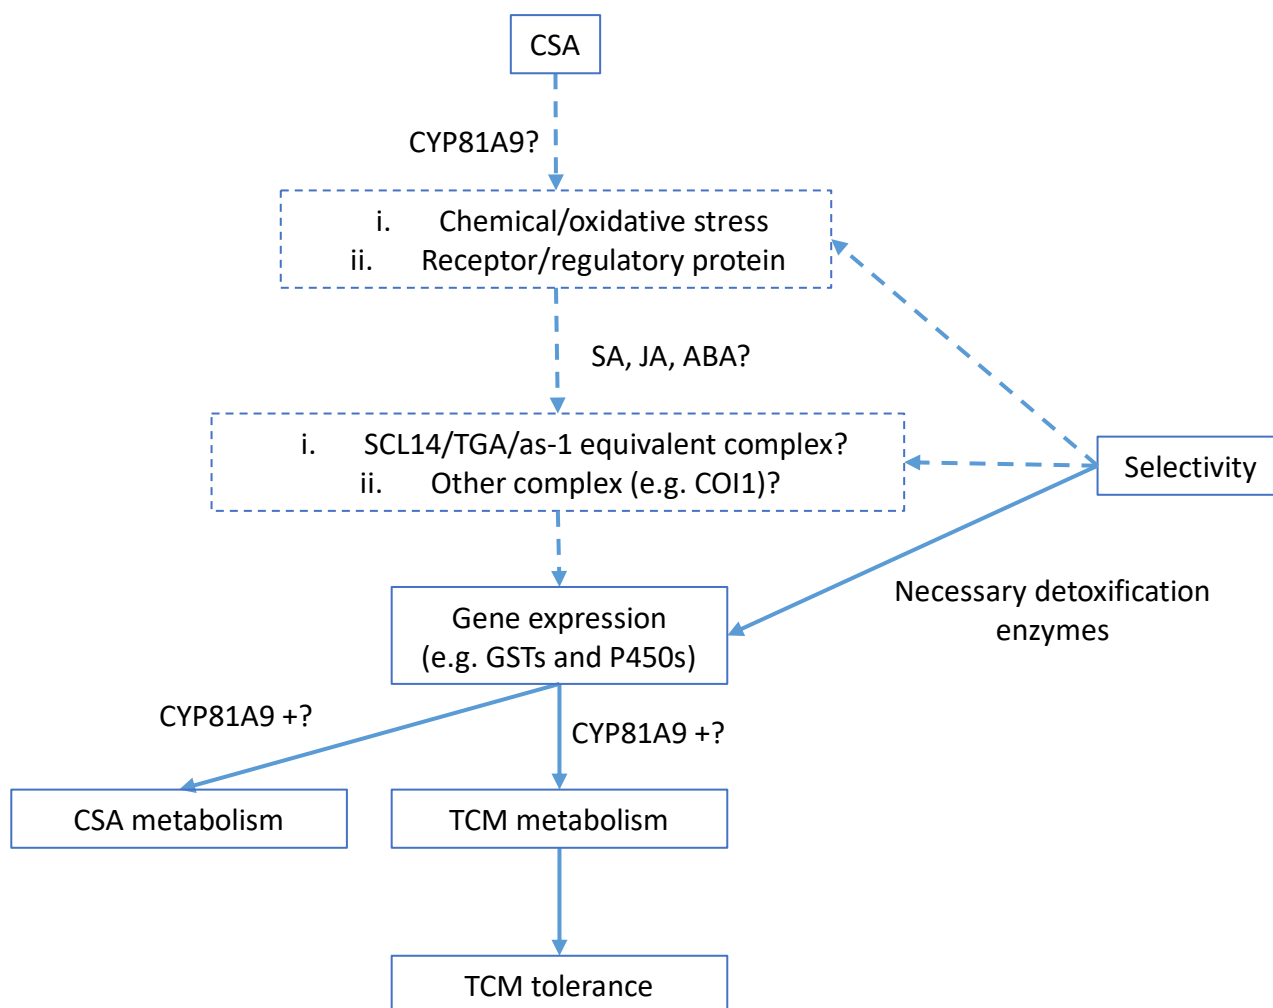 CSA
CYP81A9?
i. Chemical/oxidative stress
ii. Receptor/regulatory protein
SA, JA, ABA?
i. SCL14/TGA/as-1 equivalent complex?
ii. Other complex (e.g. COI1)?
Selectivity
Gene expression
(e.g. GSTs and P450s)
Necessary detoxification
enzymes
CYP81A9 +?
CYP81A9 +?
CSA metabolism
TCM metabolism
TCM tolerance